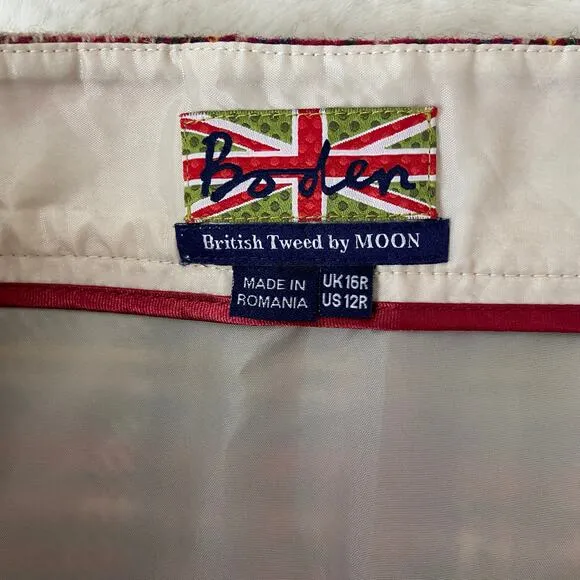 Boden
British Tweed by MOON
MADE IN
ROMANIA
UK16R
US12R